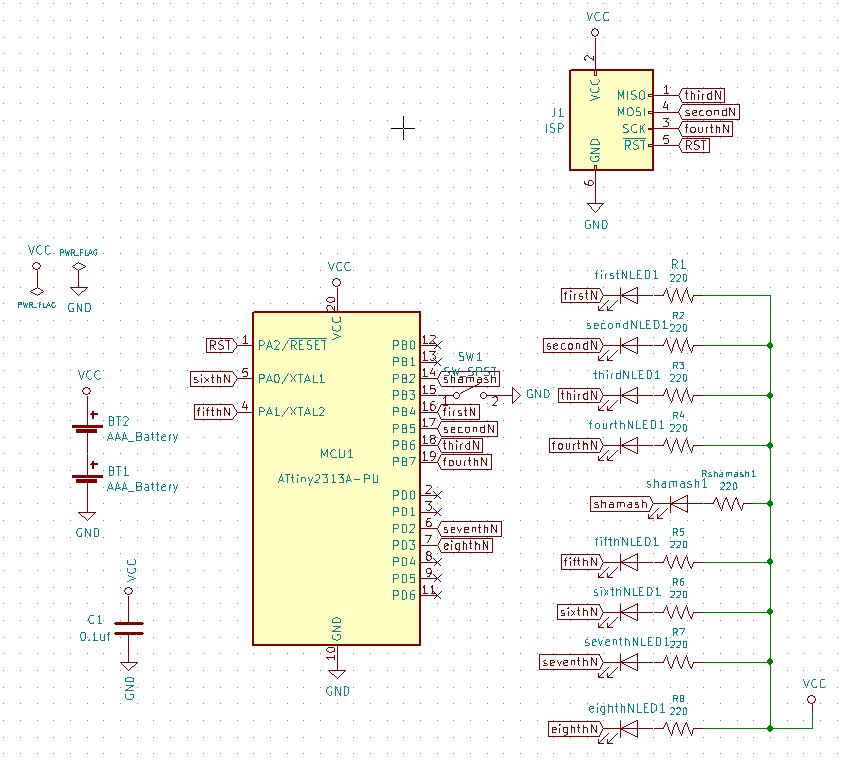 VCC
2
VCC
J1
ISP
MISO 1 thirdN
MOSI 4 secondN
SCK 3 fourthN
RST 5 RST
GND
6
GND
VCC PWR_FLAG
PWR_FLAG GND
VCC
BT2
AAA_Battery
BT1
AAA_Battery
GND
VCC
C1
0.1uf
GND
VCC
20
VCC
RST 1 PA2/RESET
sixthN 5 PA0/XTAL1
fifthN 4 PA1/XTAL2
MCU1
ATtiny2313A-PU
PB0 12
PB1 13
PB2 14 shamash
PB3 15
SW1
SW_SPST
1 2 GND
PB4 16 firstN
PB5 17 secondN
PB6 18 thirdN
PB7 19 fourthN
PD0 2
PD1 3
PD2 6 seventhN
PD3 7 eighthN
PD4 8
PD5 9
PD6 11
GND
10
GND
firstNLED1 R1
220
firstN
secondNLED1 R2
220
secondN
thirdNLED1 R3
220
thirdN
fourthNLED1 R4
220
fourthN
shamash1 Rshamash1
220
shamash
fifthNLED1 R5
220
fifthN
sixthNLED1 R6
220
sixthN
seventhNLED1 R7
220
seventhN
eighthNLED1 R8
220
eighthN
VCC